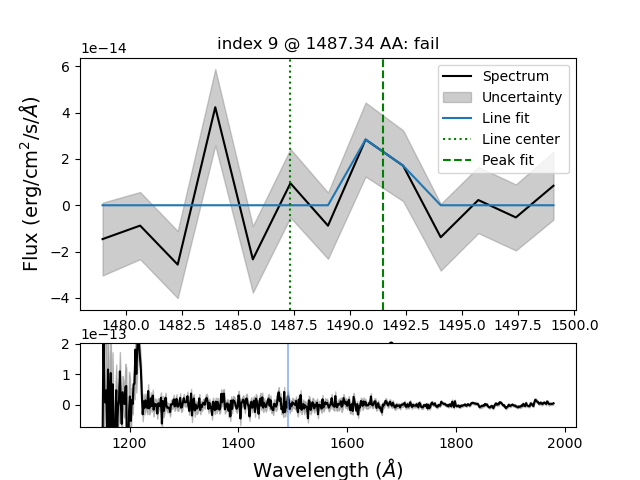 index 9 @ 1487.34 AA: fail
1e−14
6
4
2
0
−2
−4
Flux (erg/cm²/s/Å)
Spectrum
Uncertainty
Line fit
Line center
Peak fit
1480.0 1482.5 1485.0 1487.5 1490.0 1492.5 1495.0 1497.5 1500.0
1e−13
2
1
0
1200 1400 1600 1800 2000
Wavelength (Å)